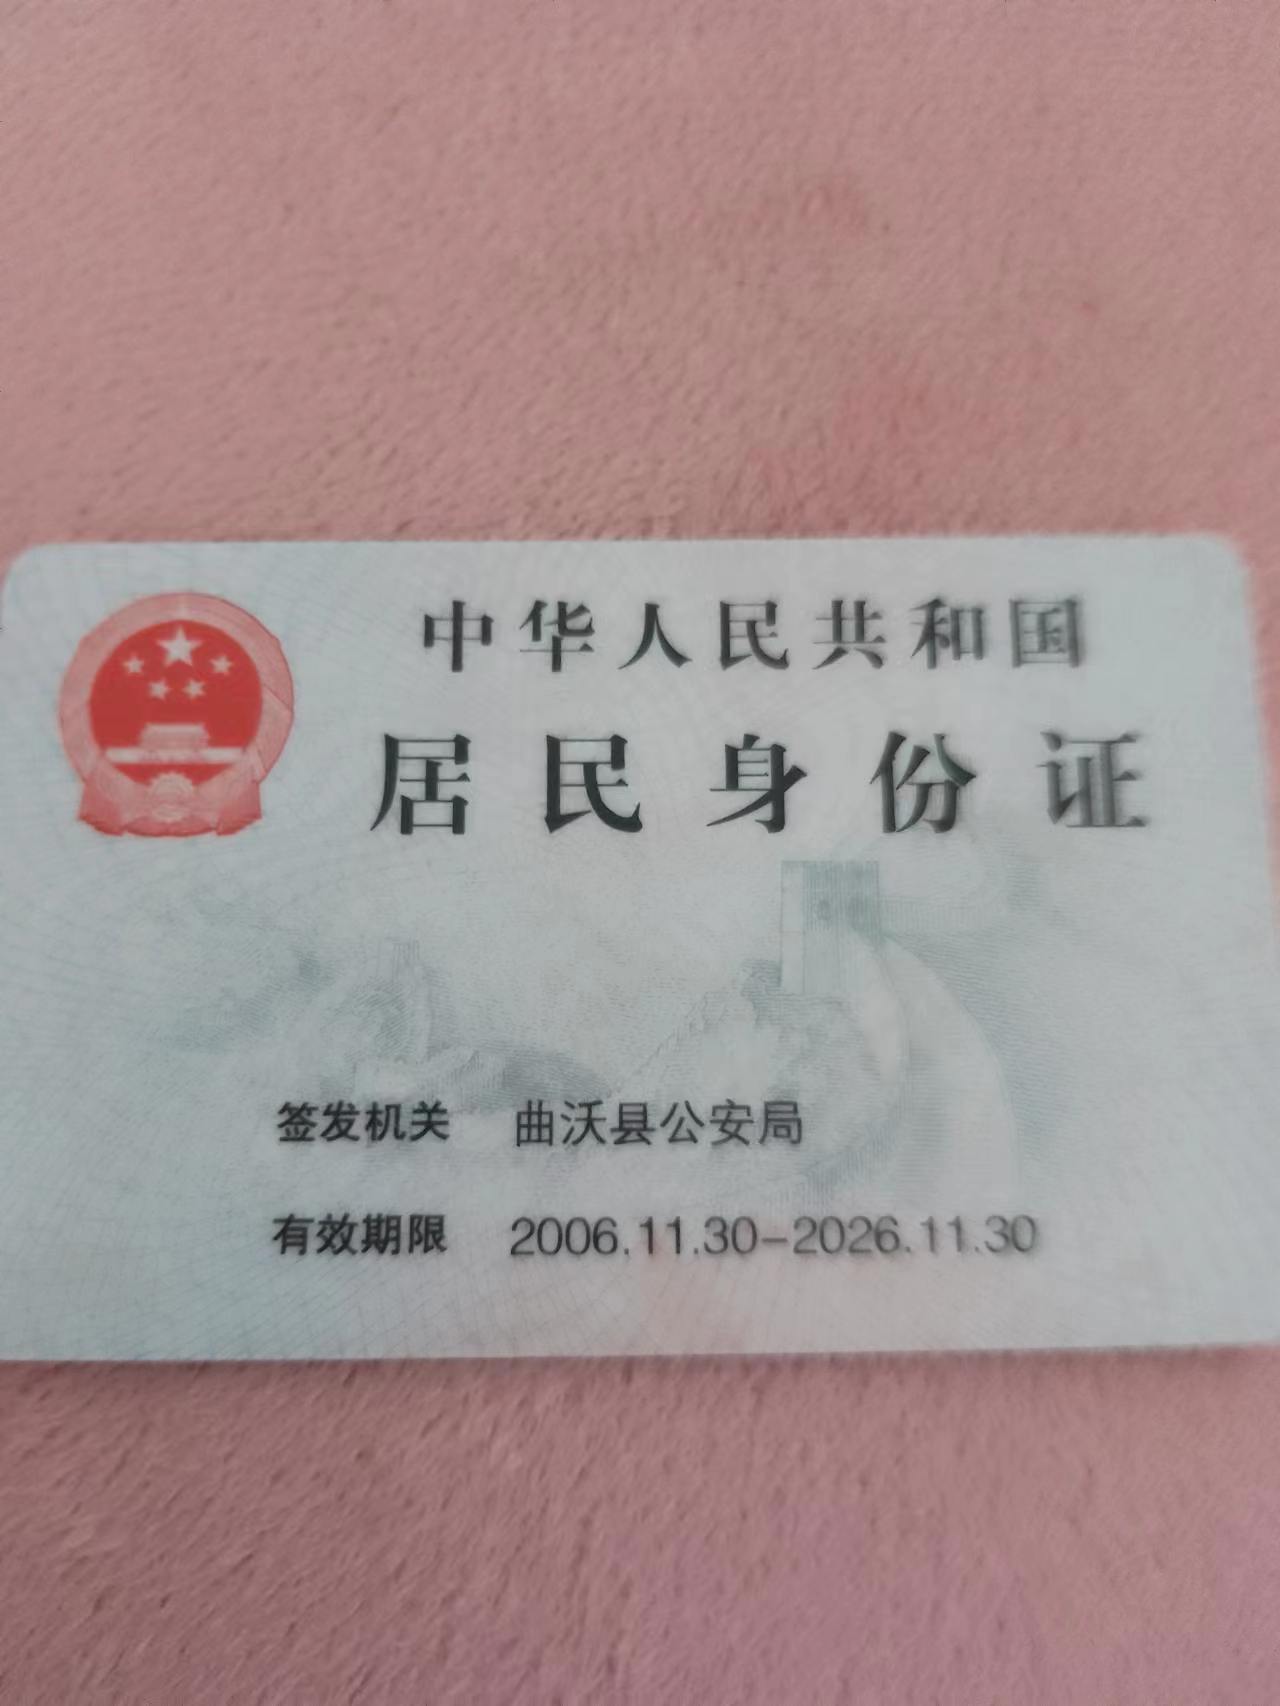 中华人民共和国
居民身份证
签发机关 曲沃县公安局
有效期限 2006.11.30-2026.11.30